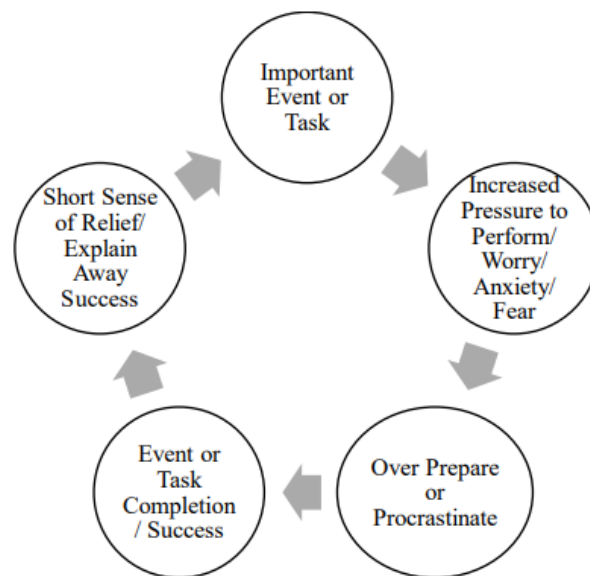 Important
Event or
Task
Increased
Pressure to
Perform/
Worry/
Anxiety/
Fear
Over Prepare
or
Procrastinate
Event or
Task
Completion
/ Success
Short Sense
of Relief/
Explain
Away
Success